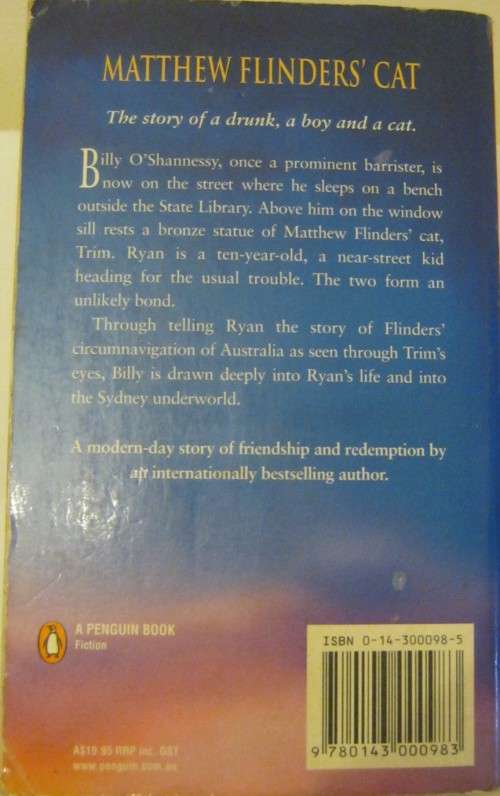 MATTHEW FLINDERS' CAT
The story of a drunk, a boy and a cat.
Billy O'Shannessy, once a prominent barrister, is
now on the street where he sleeps on a bench
outside the State Library. Above him on the window
sill rests a bronze statue of Matthew Flinders' cat,
Trim. Ryan is a ten-year-old, a near-street kid
heading for the usual trouble. The two form an
unlikely bond.
Through telling Ryan the story of Flinders'
circumnavigation of Australia as seen through Trim's
eyes, Billy is drawn deeply into Ryan's life and into
the Sydney underworld.
A modern-day story of friendship and redemption by
an internationally bestselling author.
A PENGUIN BOOK
Fiction
ISBN 0-14-300098-5
9 780143 000983
A$19.95 RRP inc. GST
www.penguin.com.au